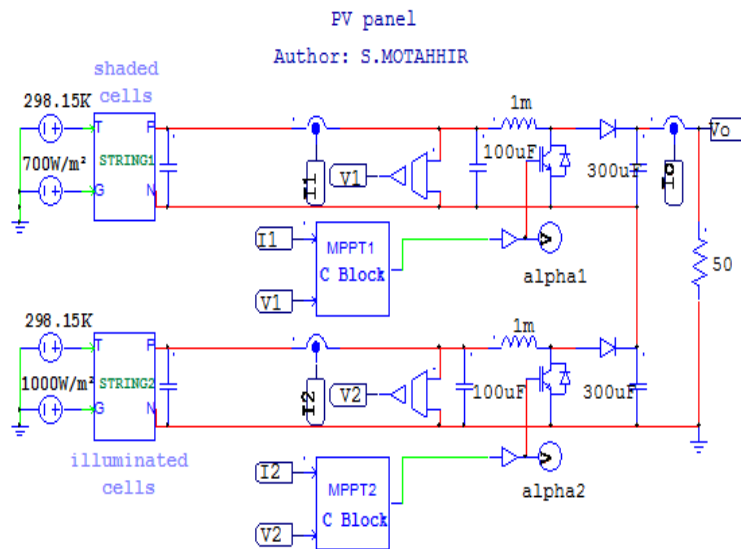 PV panel
Author: S.MOTAHHIR
shaded
cells
298.15K
T
P
STRING1
700W/m²
G
N
I1
V1
100uF
1m
300uF
Io
Vo
50
I1
V1
MPPT1
C Block
alpha1
298.15K
T
P
STRING2
1000W/m²
G
N
I2
V2
100uF
1m
300uF
illuminated
cells
I2
V2
MPPT2
C Block
alpha2